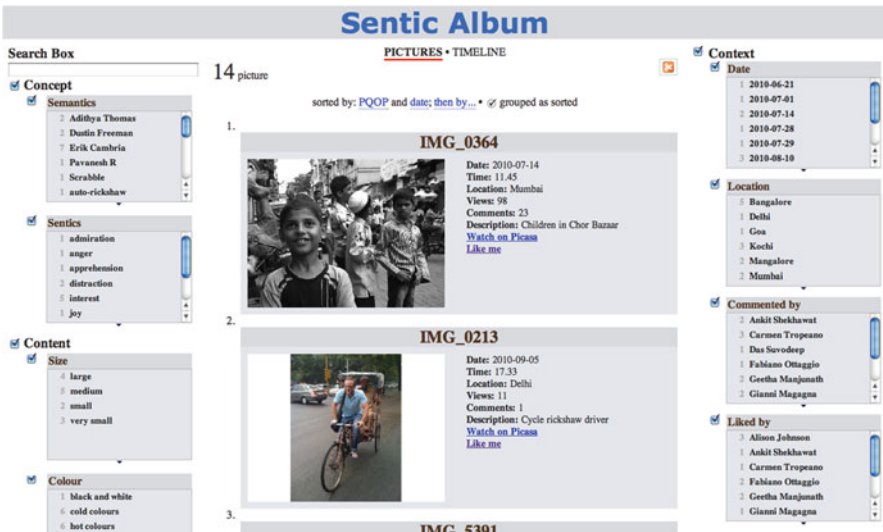 Sentic Album
Search Box
Concept
Semantics
2 Adithya Thomas
2 Dustin Freeman
7 Erik Cambria
1 Pavanesh R
1 Scrabble
1 auto-rickshaw
Sentics
1 admiration
1 anger
1 apprehension
2 distraction
5 interest
1 joy
Content
Size
4 large
5 medium
2 small
3 very small
Colour
1 black and white
6 cold colours
6 hot colours
PICTURES • TIMELINE
14 picture
sorted by: PQOP and date; then by... • grouped as sorted
1.
IMG_0364
Date: 2010-07-14
Time: 11.45
Location: Mumbai
Views: 98
Comments: 23
Description: Children in Chor Bazaar
Watch on Picasa
Like me
2.
IMG_0213
Date: 2010-09-05
Time: 17.33
Location: Delhi
Views: 11
Comments: 1
Description: Cycle rickshaw driver
Watch on Picasa
Like me
3.
IMG_5391
Context
Date
1 2010-06-21
1 2010-07-01
2 2010-07-14
1 2010-07-28
1 2010-07-29
3 2010-08-10
Location
5 Bangalore
1 Delhi
1 Goa
3 Kochi
2 Mangalore
2 Mumbai
Commented by
2 Ankit Shekhawat
3 Carmen Tropeano
1 Das Suvodeep
1 Fabiano Ottaggio
2 Geetha Manjunath
2 Gianni Magagna
Liked by
3 Alison Johnson
1 Ankit Shekhawat
1 Carmen Tropeano
2 Fabiano Ottaggio
2 Geetha Manjunath
1 Gianni Magagna